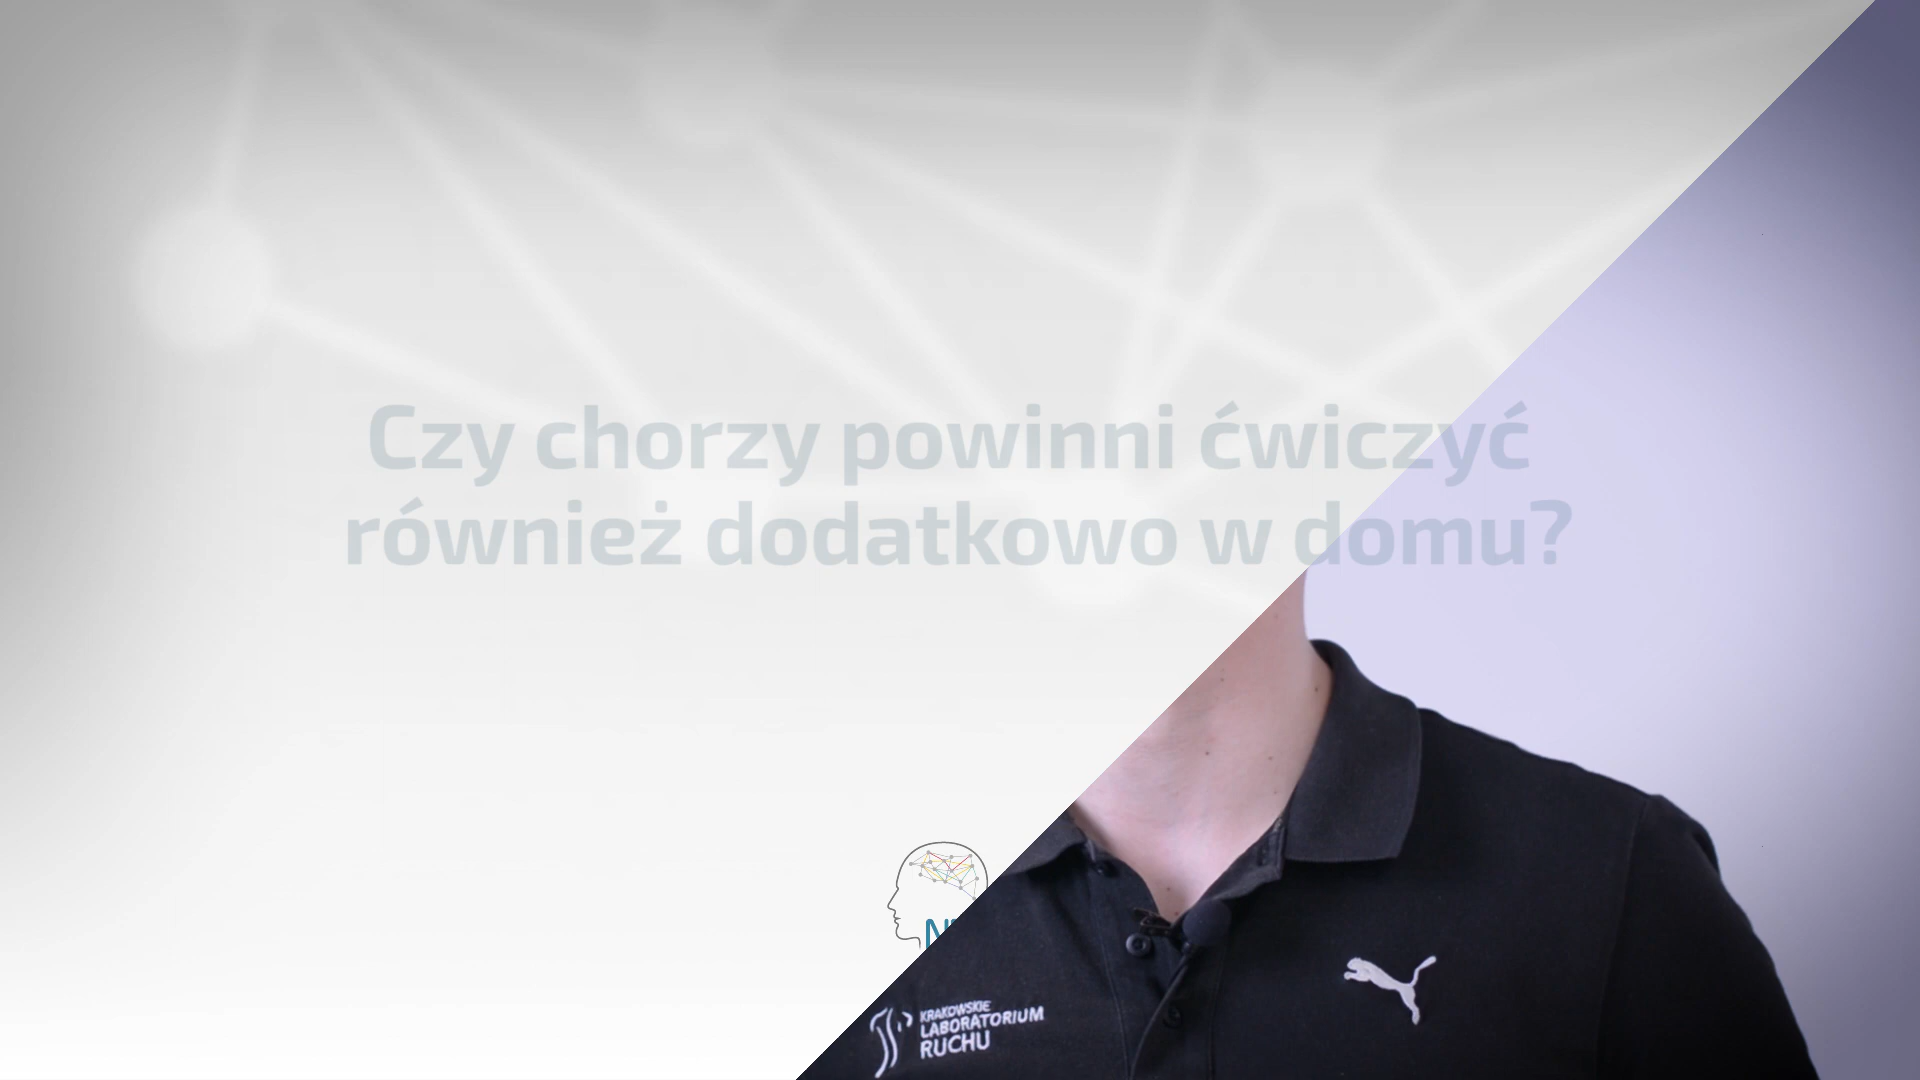 Czy chorzy powinni ćwiczyć
również dodatkowo w domu?
KRAKOWSKIE
LABORATORIUM
RUCHU